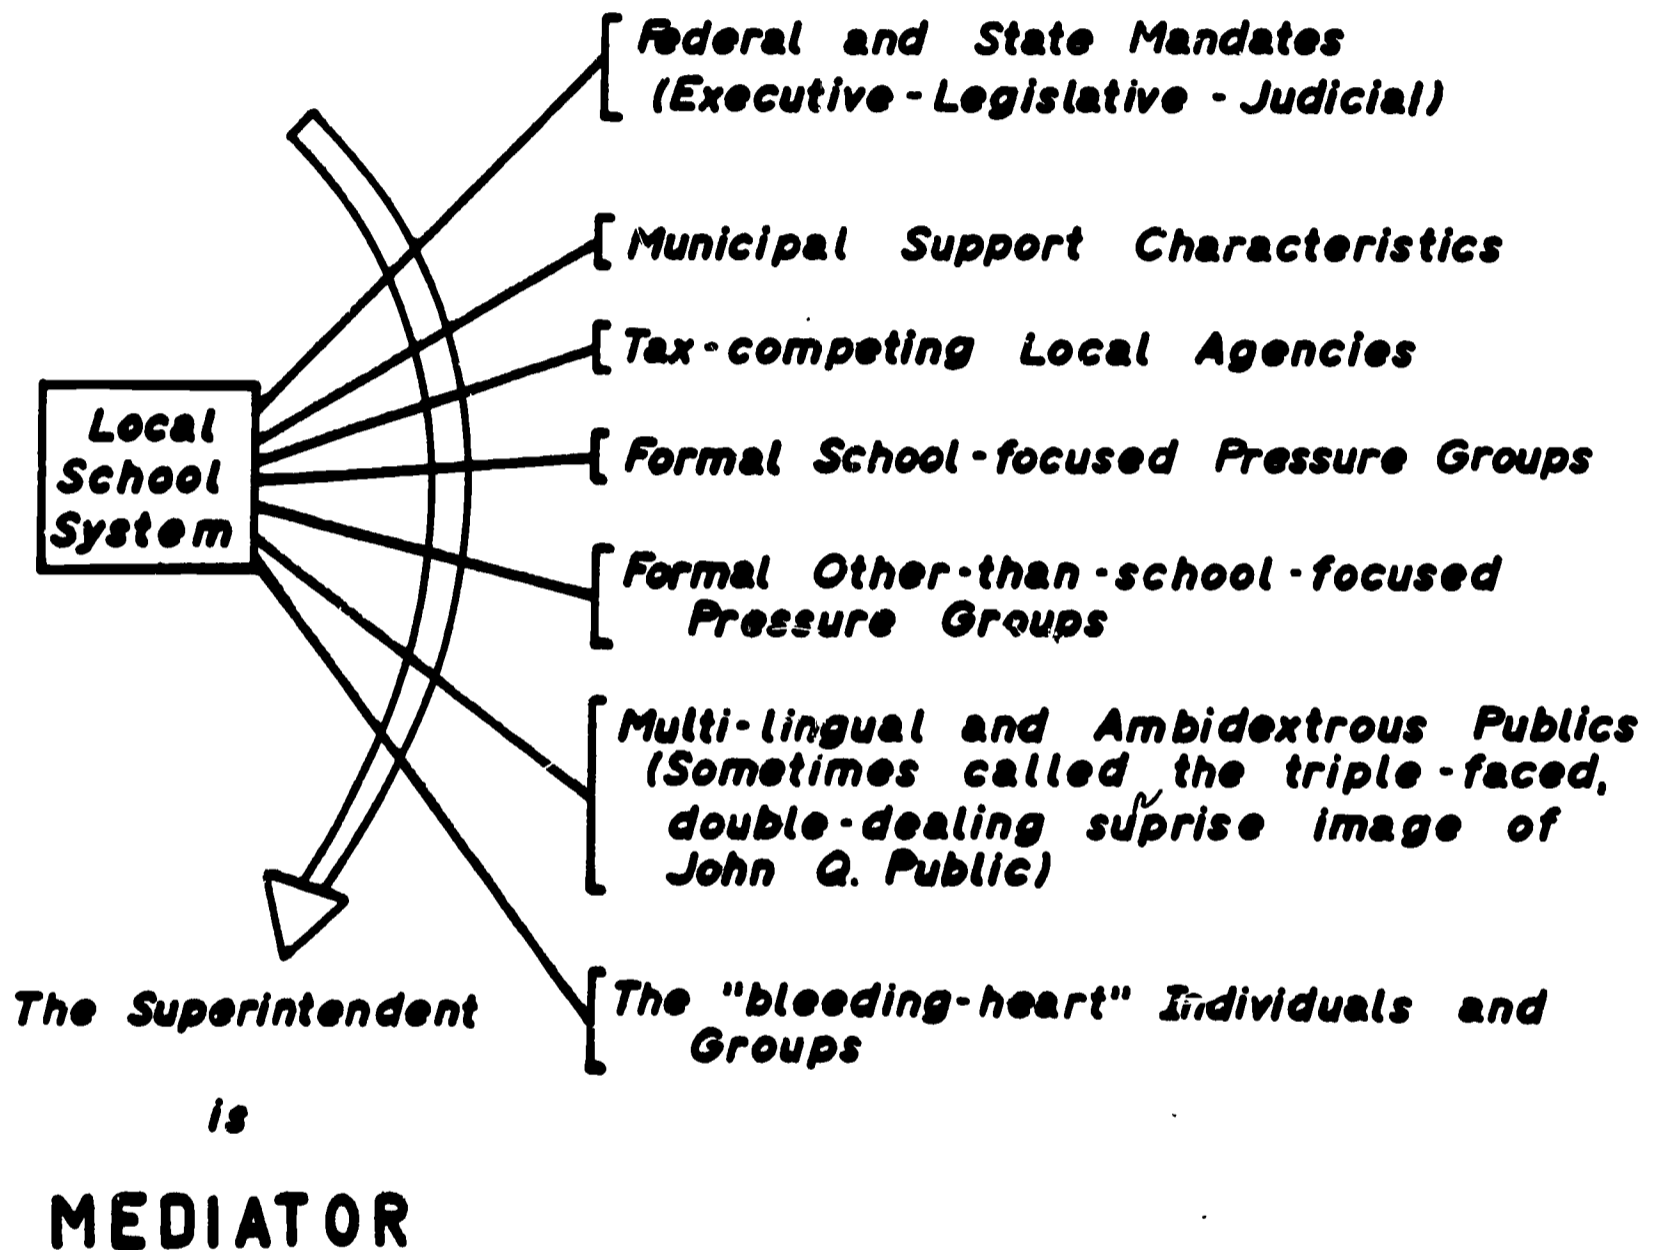 Federal and State Mandates
(Executive - Legislative - Judicial)
Municipal Support Characteristics
Tax-competing Local Agencies
Local
School
System
Formal School-focused Pressure Groups
Formal Other-than-school-focused
Pressure Groups
Multi-lingual and Ambidextrous Publics
(Sometimes called the triple-faced,
double-dealing suprise image of
John Q. Public)
The "bleeding-heart" Individuals and
Groups
The Superintendent
is
MEDIATOR